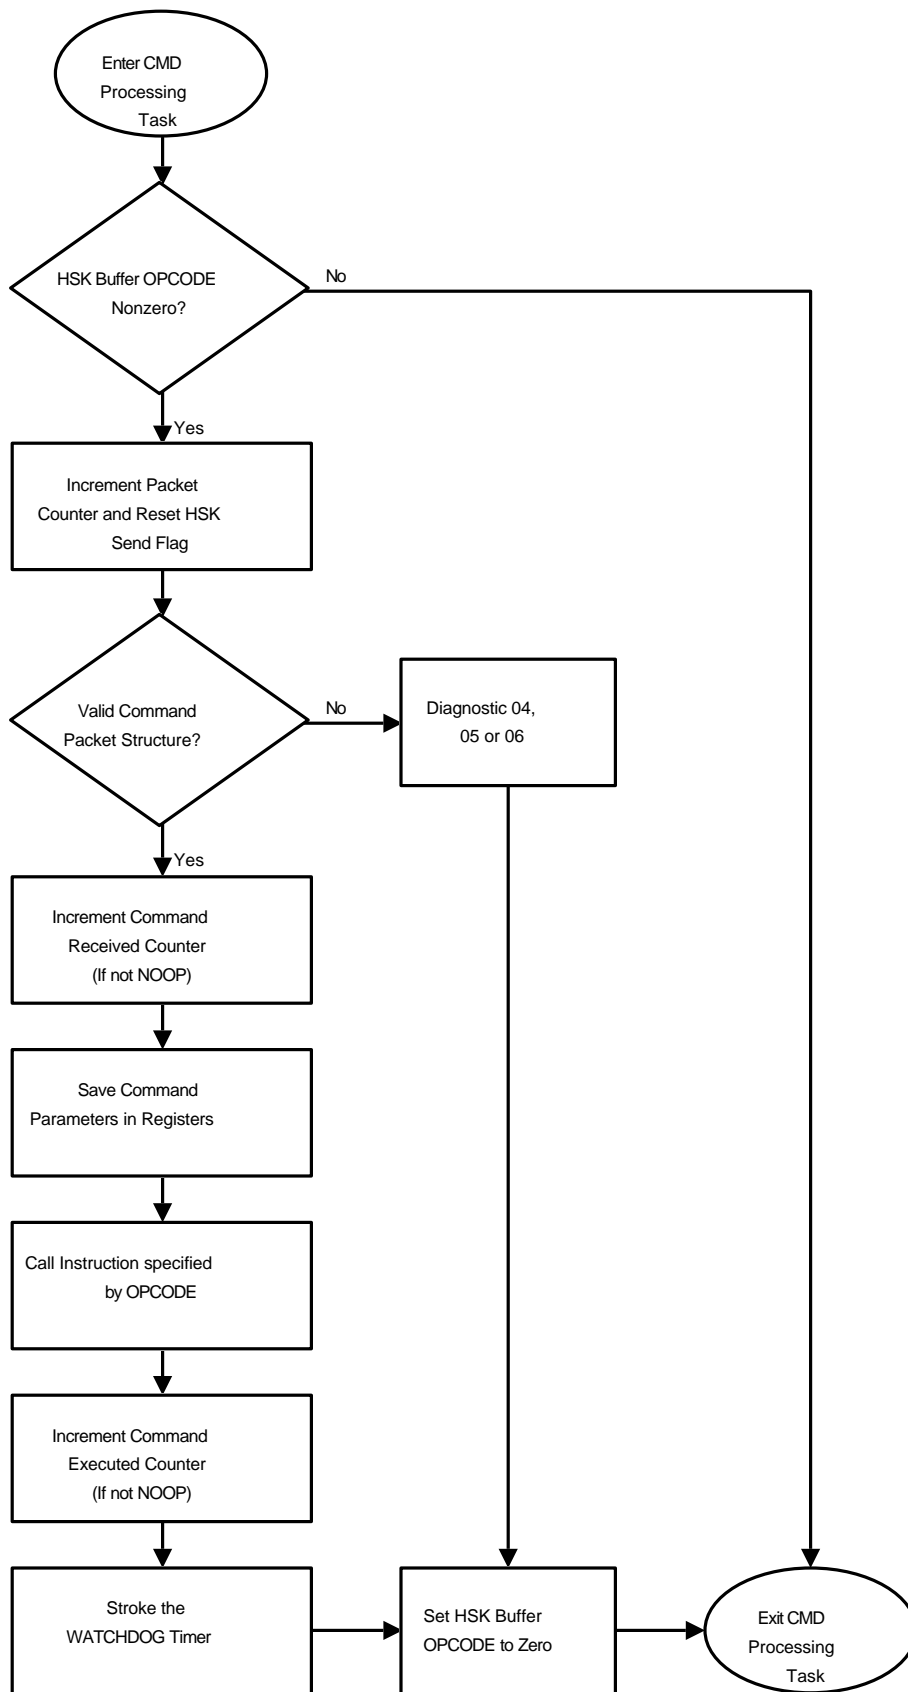 Enter CMD
Processing
Task
HSK Buffer OPCODE
Nonzero?
No
Yes
Increment Packet
Counter and Reset HSK
Send Flag
Valid Command
Packet Structure?
No
Diagnostic 04,
05 or 06
Yes
Increment Command
Received Counter
(If not NOOP)
Save Command
Parameters in Registers
Call Instruction specified
by OPCODE
Increment Command
Executed Counter
(If not NOOP)
Stroke the
WATCHDOG Timer
Set HSK Buffer
OPCODE to Zero
Exit CMD
Processing
Task